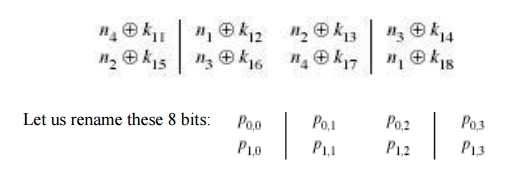 n₄ ⊕ k₁₁ | n₁ ⊕ k₁₂ n₂ ⊕ k₁₃ | n₃ ⊕ k₁₄
n₂ ⊕ k₁₅ | n₃ ⊕ k₁₆ n₄ ⊕ k₁₇ | n₁ ⊕ k₁₈
Let us rename these 8 bits: P₀,₀ | P₀,₁ P₀,₂ | P₀,₃
P₁,₀ | P₁,₁ P₁,₂ | P₁,₃